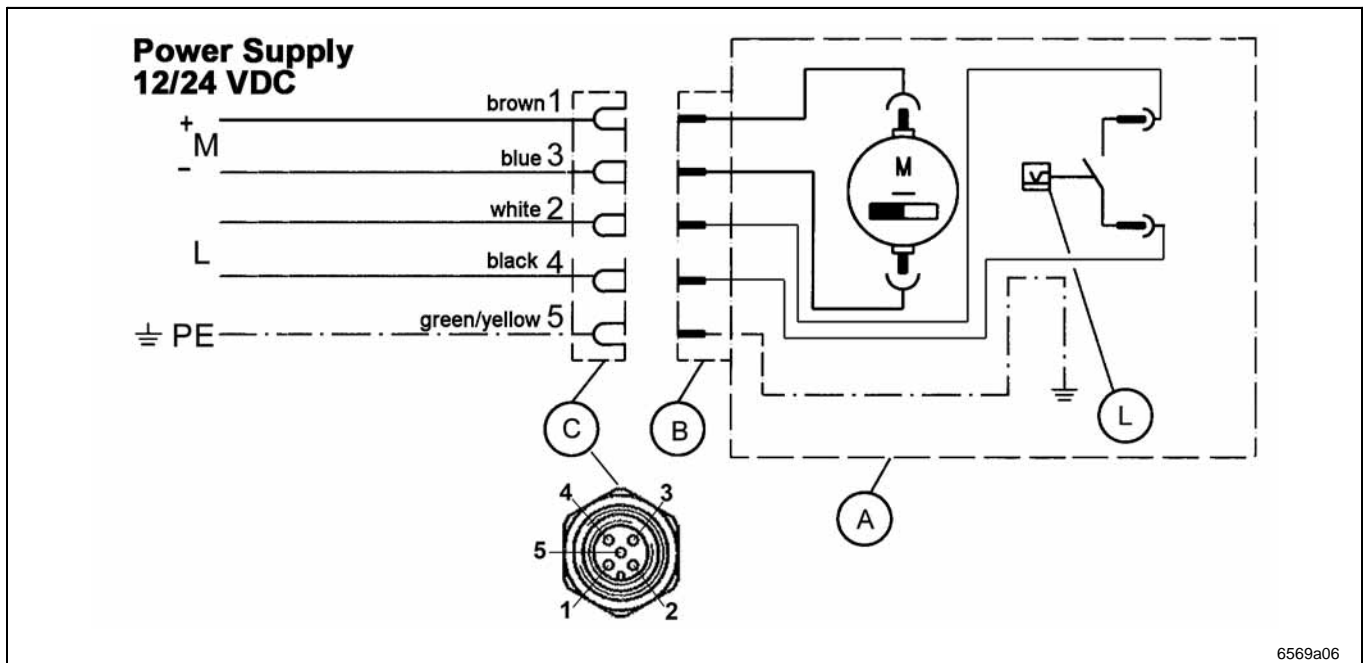 Power Supply
12/24 VDC
brown 1
+
M
−
blue 3
white 2
L
black 4
green/yellow 5
PE
M
C
B
L
A
4
3
5
1
2
6569a06